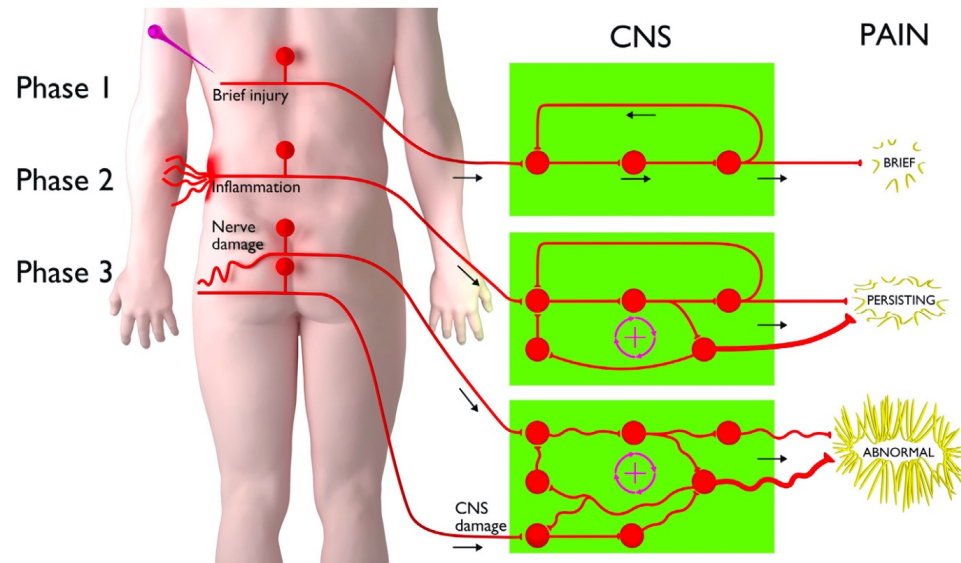 CNS
PAIN
Phase 1
Brief injury
BRIEF
Phase 2
Inflammation
Nerve
damage
Phase 3
PERSISTING
ABNORMAL
CNS
damage